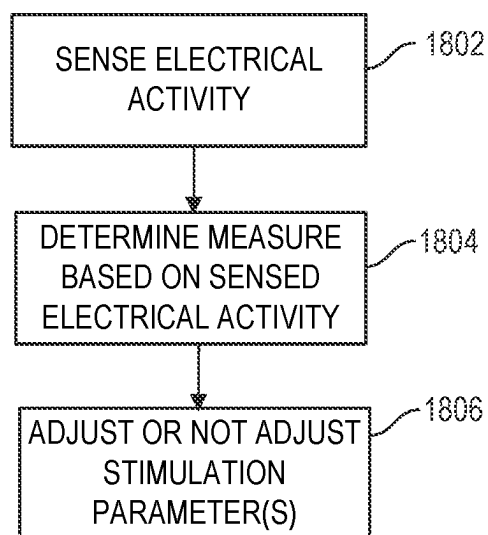 SENSE ELECTRICAL
ACTIVITY
1802
DETERMINE MEASURE
BASED ON SENSED
ELECTRICAL ACTIVITY
1804
ADJUST OR NOT ADJUST
STIMULATION
PARAMETER(S)
1806